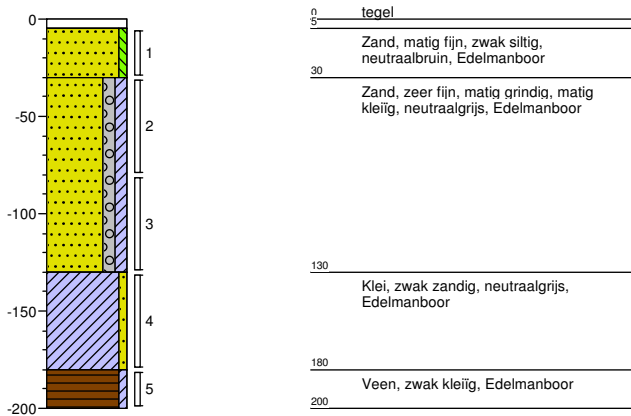 0
-50
-100
-150
-200
1
2
3
4
5
0
tegel
5
Zand, matig fijn, zwak siltig,
neutraalbruin, Edelmanboor
30
Zand, zeer fijn, matig grindig, matig
kleiïg, neutraalgrijs, Edelmanboor
130
Klei, zwak zandig, neutraalgrijs,
Edelmanboor
180
Veen, zwak kleiïg, Edelmanboor
200